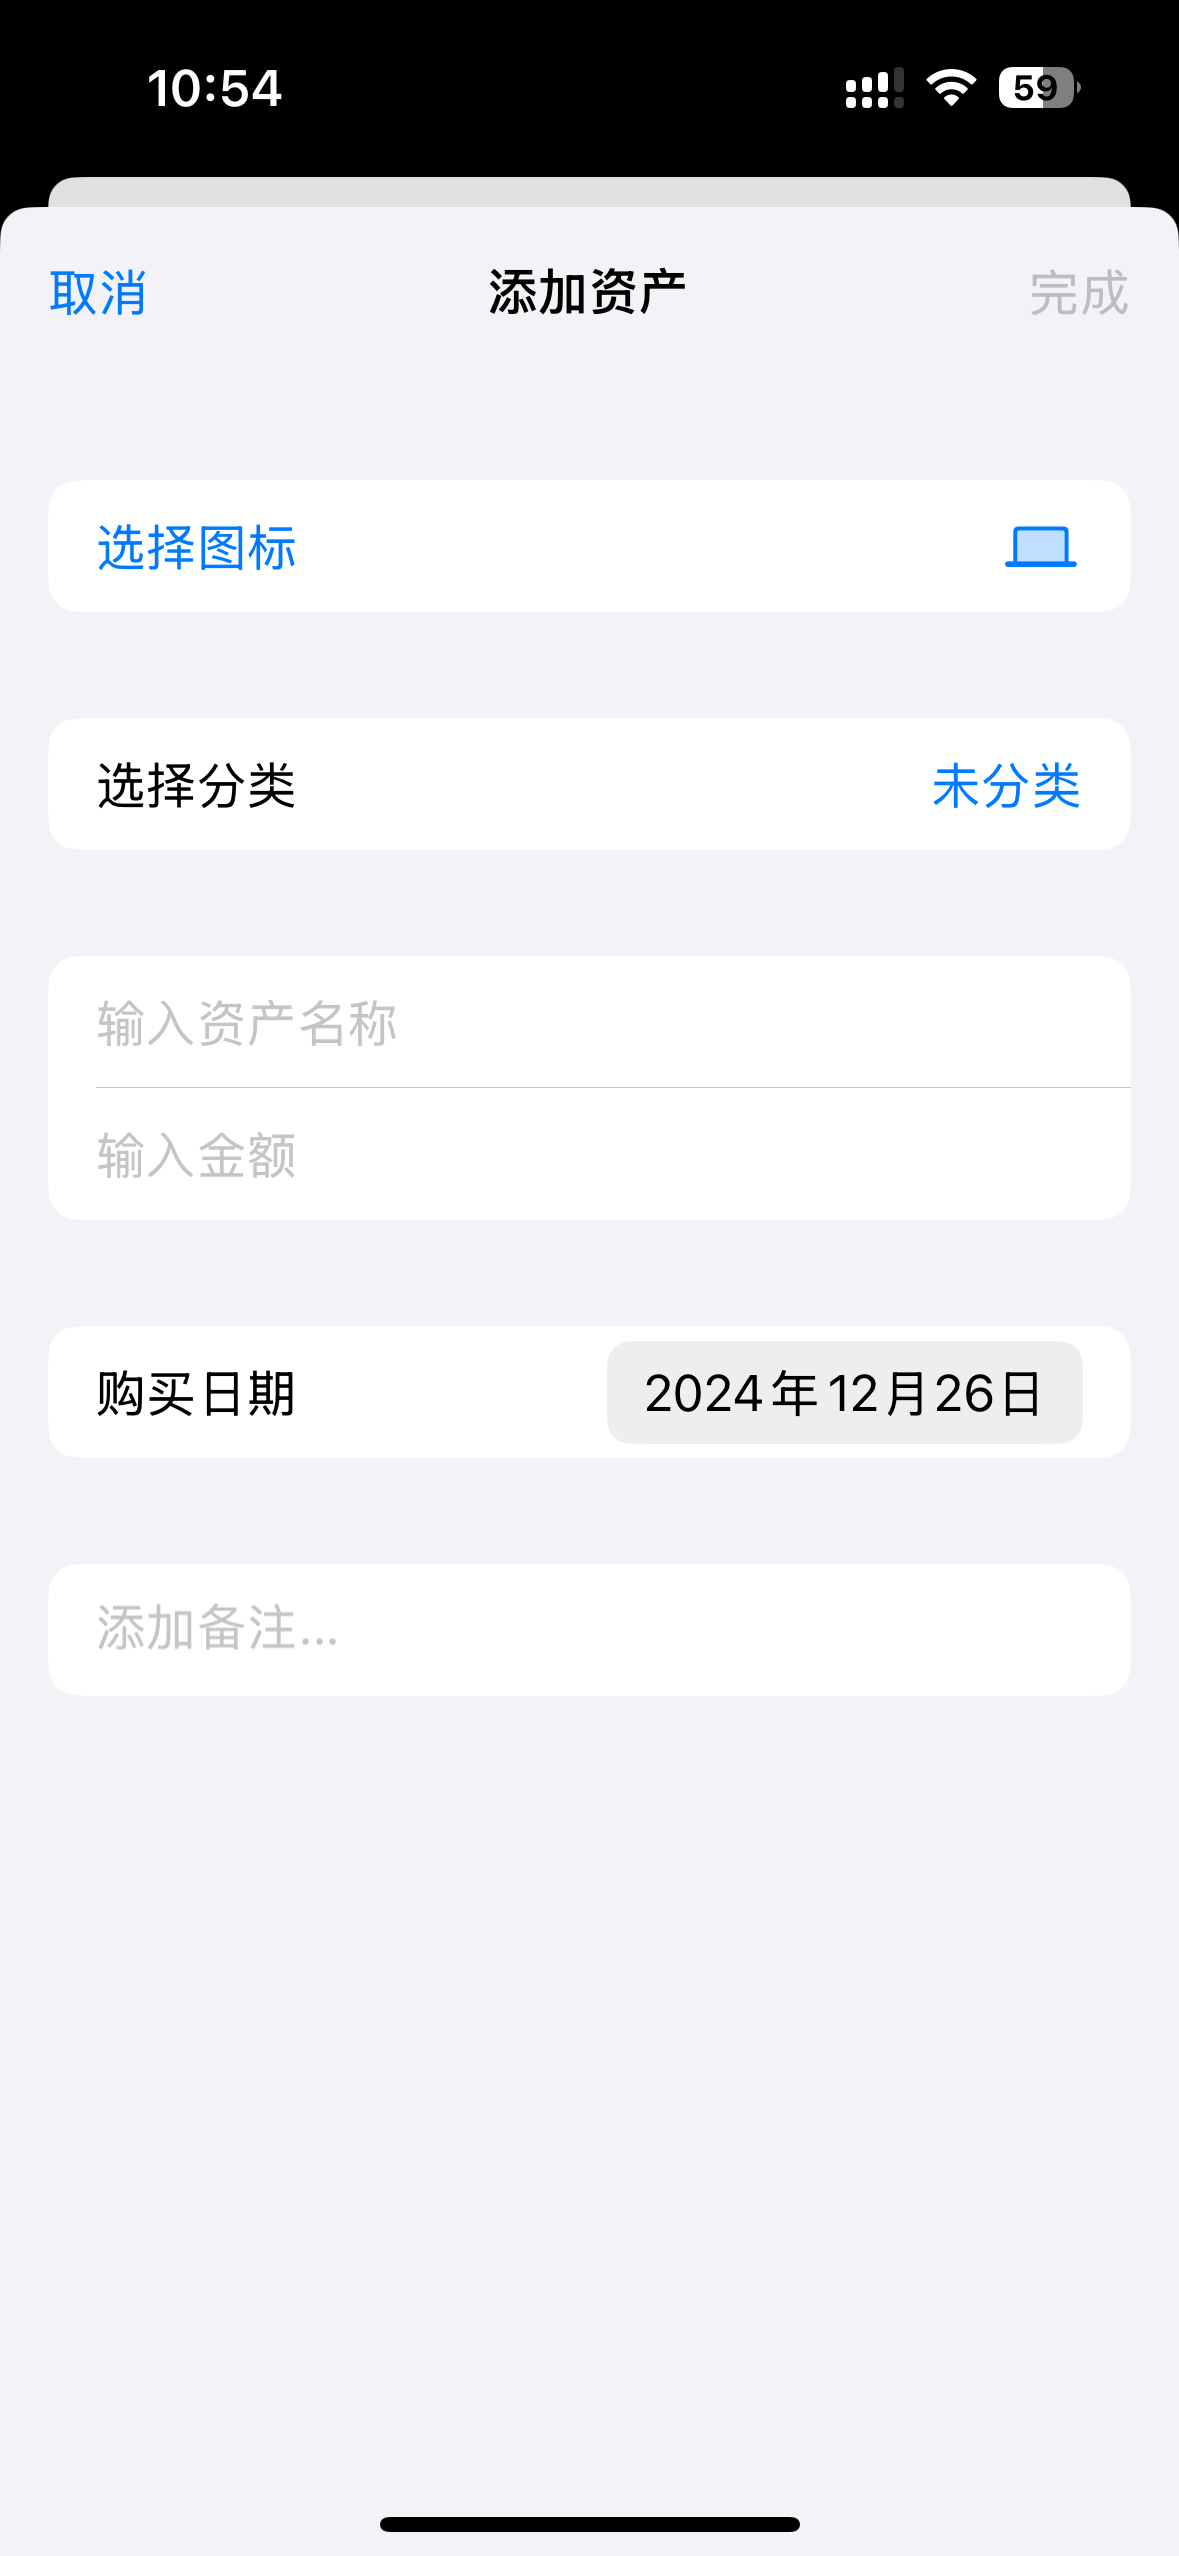 10:54
59
取消
添加资产
完成
选择图标
选择分类
未分类
输入资产名称
输入金额
购买日期
2024年12月26日
添加备注...